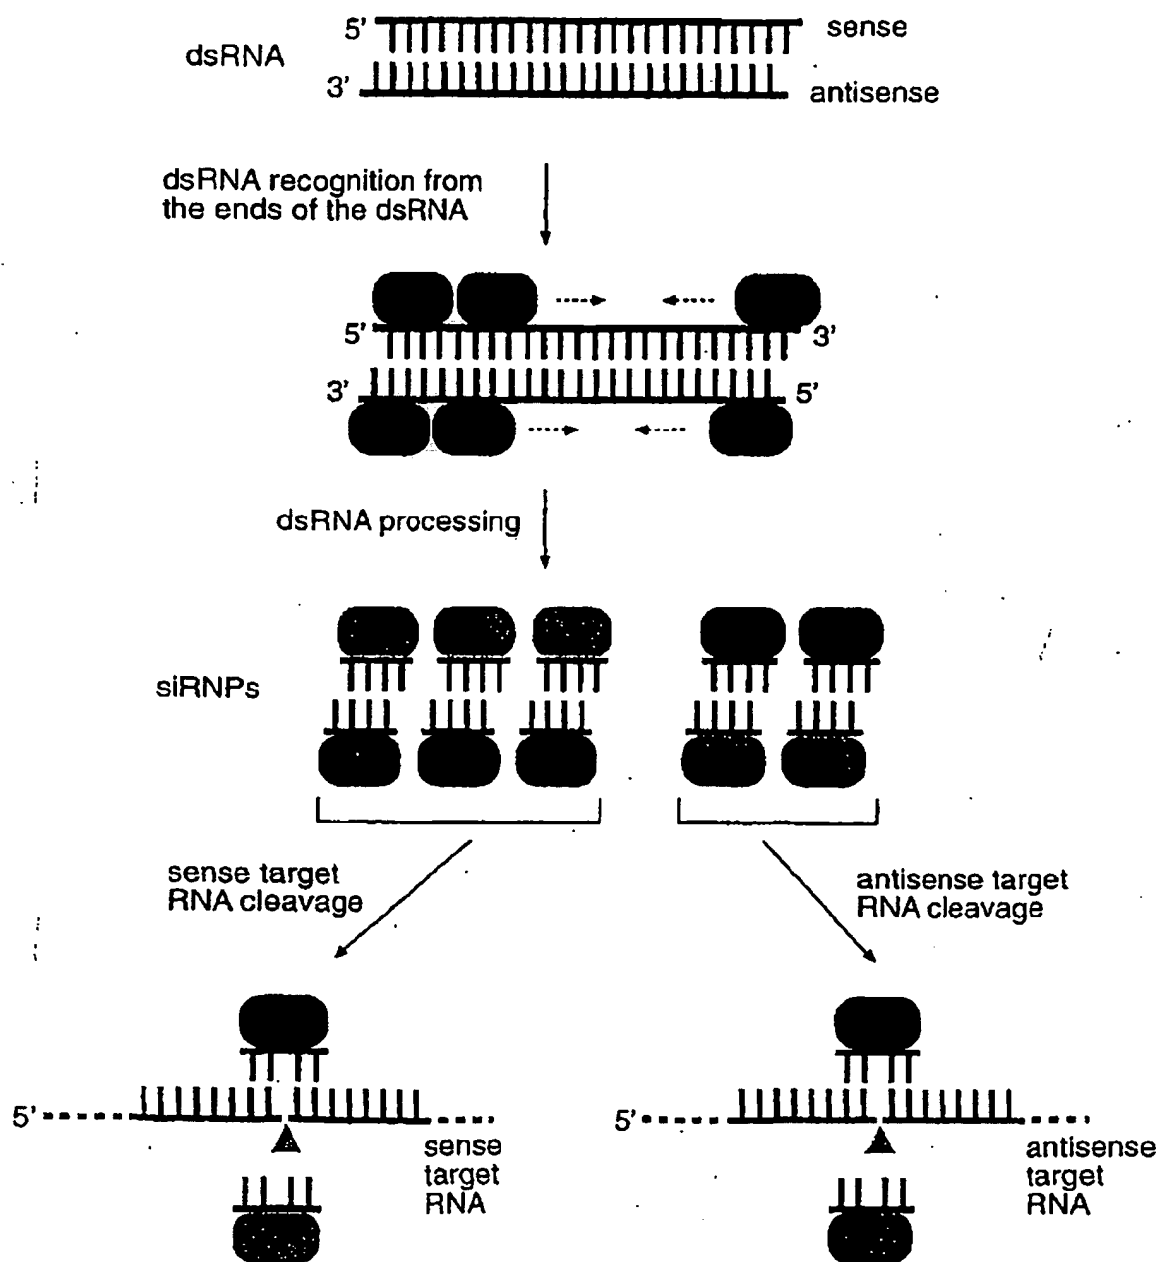 5' sense
dsRNA
3' antisense
dsRNA recognition from
the ends of the dsRNA
5' 3'
3' 5'
dsRNA processing
siRNPs
sense target
RNA cleavage
antisense target
RNA cleavage
5'
sense
target
RNA
5'
antisense
target
RNA